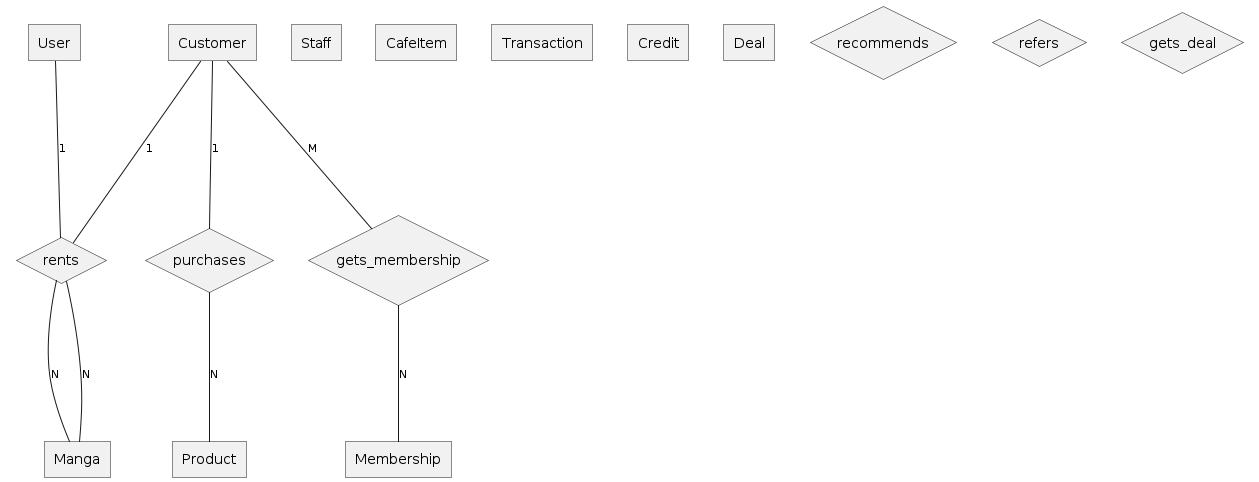 User
Customer
Staff
CafeItem
Transaction
Credit
Deal
recommends
refers
gets_deal
1
1
1
M
rents
purchases
gets_membership
N
N
N
N
Manga
Product
Membership